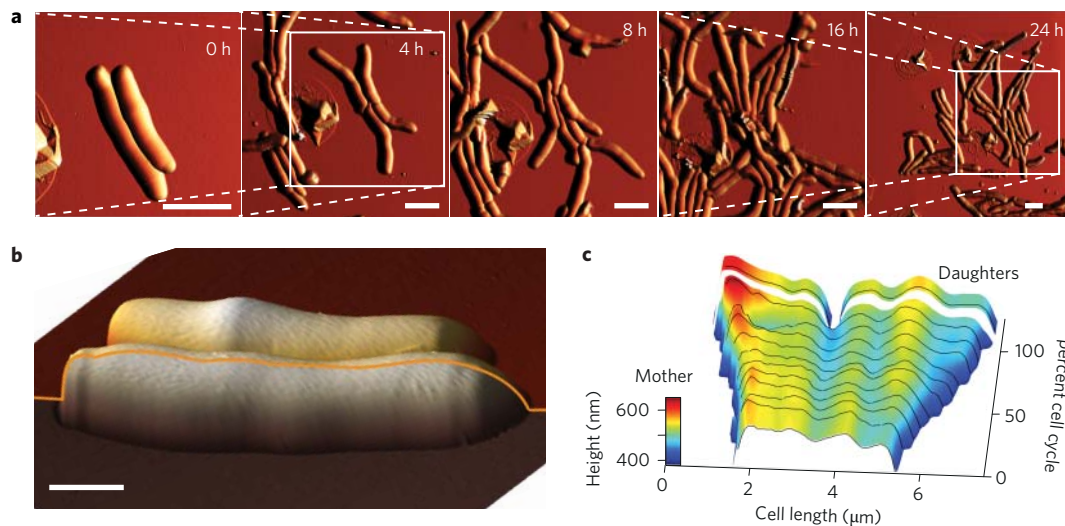 a
0 h
4 h
8 h
16 h
24 h
b
c
Daughters
Mother
600
400
Height (nm)
0
2
4
6
Cell length (μm)
0
50
100
percent cell cycle